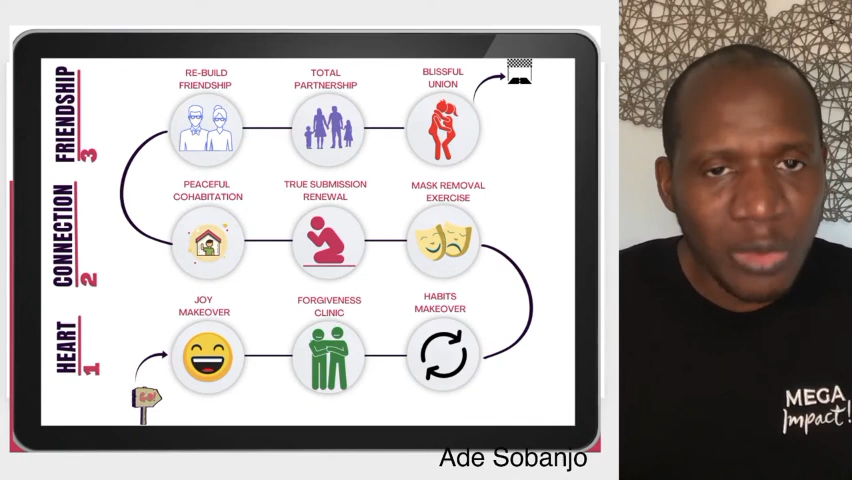 FRIENDSHIP
3
RE-BUILD
FRIENDSHIP
TOTAL
PARTNERSHIP
BLISSFUL
UNION
CONNECTION
2
PEACEFUL
COHABITATION
TRUE SUBMISSION
RENEWAL
MASK REMOVAL
EXERCISE
HEART
1
JOY
MAKEOVER
FORGIVENESS
CLINIC
HABITS
MAKEOVER
GO!
MEGA
Impact!
Ade Sobanjo